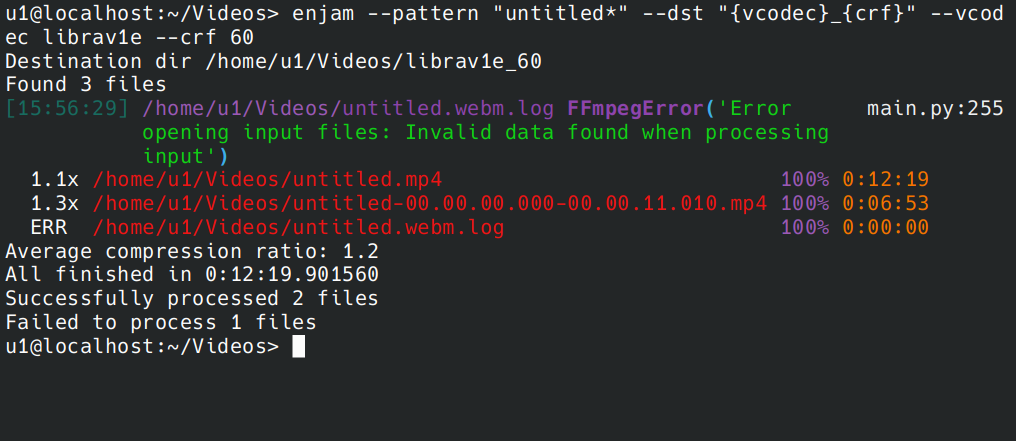 u1@localhost:~/Videos> enjam --pattern "untitled*" --dst "{vcodec}_{crf}" --vcod
ec librav1e --crf 60
Destination dir /home/u1/Videos/librav1e_60
Found 3 files
[15:56:29] /home/u1/Videos/untitled.webm.log FFmpegError('Error main.py:255
opening input files: Invalid data found when processing
input')
1.1x /home/u1/Videos/untitled.mp4 100% 0:12:19
1.3x /home/u1/Videos/untitled-00.00.00.000-00.00.11.010.mp4 100% 0:06:53
ERR /home/u1/Videos/untitled.webm.log 100% 0:00:00
Average compression ratio: 1.2
All finished in 0:12:19.901560
Successfully processed 2 files
Failed to process 1 files
u1@localhost:~/Videos>